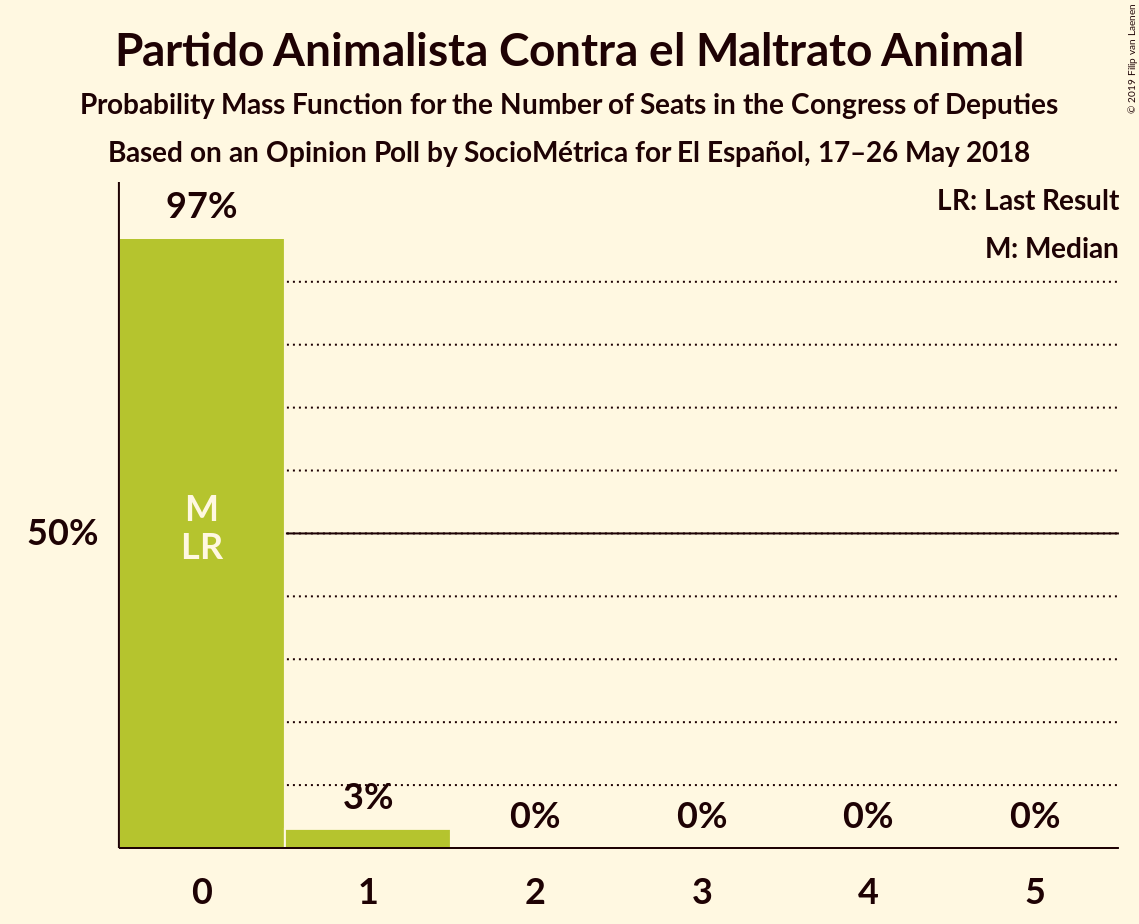 Partido Animalista Contra el Maltrato Animal
Probability Mass Function for the Number of Seats in the Congress of Deputies
Based on an Opinion Poll by SocioMétrica for El Español, 17–26 May 2018
© 2019 Filip van Laenen
LR: Last Result
M: Median
97%
M
LR
50%
3%
0%
0%
0%
0%
0
1
2
3
4
5